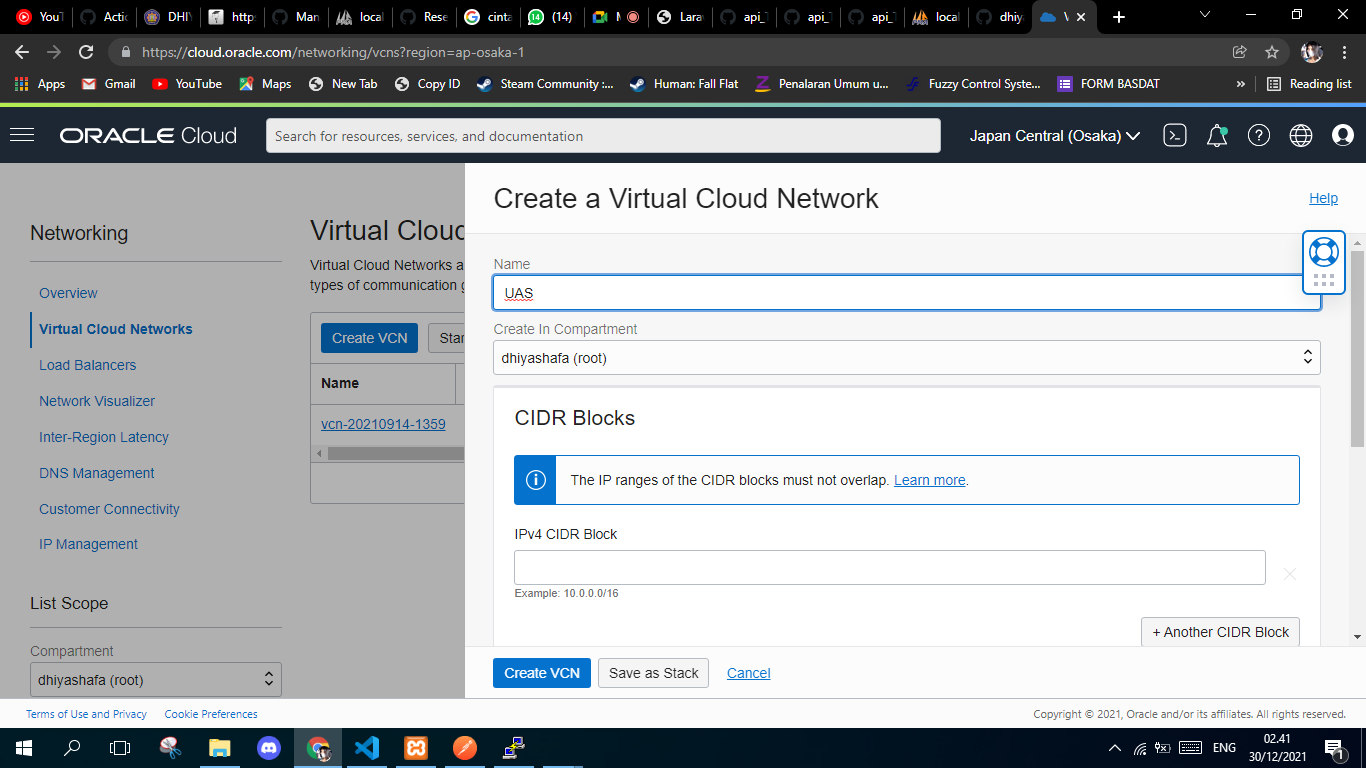 YouT
Actio
DHIY
https
Man
local
Rese
cinta
(14)
M
Lara
api_
api_
api_
local
dhiy
https://cloud.oracle.com/networking/vcns?region=ap-osaka-1
Apps
Gmail
YouTube
Maps
New Tab
Copy ID
Steam Community :...
Human: Fall Flat
Penalaran Umum u...
Fuzzy Control Syste...
FORM BASDAT
»
Reading list
ORACLE Cloud
Search for resources, services, and documentation
Japan Central (Osaka)
Networking
Overview
Virtual Cloud Networks
Load Balancers
Network Visualizer
Inter-Region Latency
DNS Management
Customer Connectivity
IP Management
List Scope
Compartment
dhiyashafa (root)
Virtual Cloud
Virtual Cloud Networks a
types of communication g
Create VCN
Star
Name
vcn-20210914-1359
Create a Virtual Cloud Network
Help
Name
UAS
Create In Compartment
dhiyashafa (root)
CIDR Blocks
The IP ranges of the CIDR blocks must not overlap. Learn more.
IPv4 CIDR Block
Example: 10.0.0.0/16
+ Another CIDR Block
Create VCN
Save as Stack
Cancel
Terms of Use and Privacy
Cookie Preferences
Copyright © 2021, Oracle and/or its affiliates. All rights reserved.
ENG
02.41
30/12/2021
1